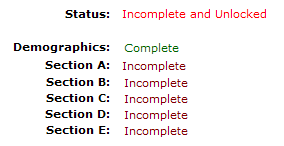 Status: Incomplete and Unlocked
Demographics: Complete
Section A: Incomplete
Section B: Incomplete
Section C: Incomplete
Section D: Incomplete
Section E: Incomplete